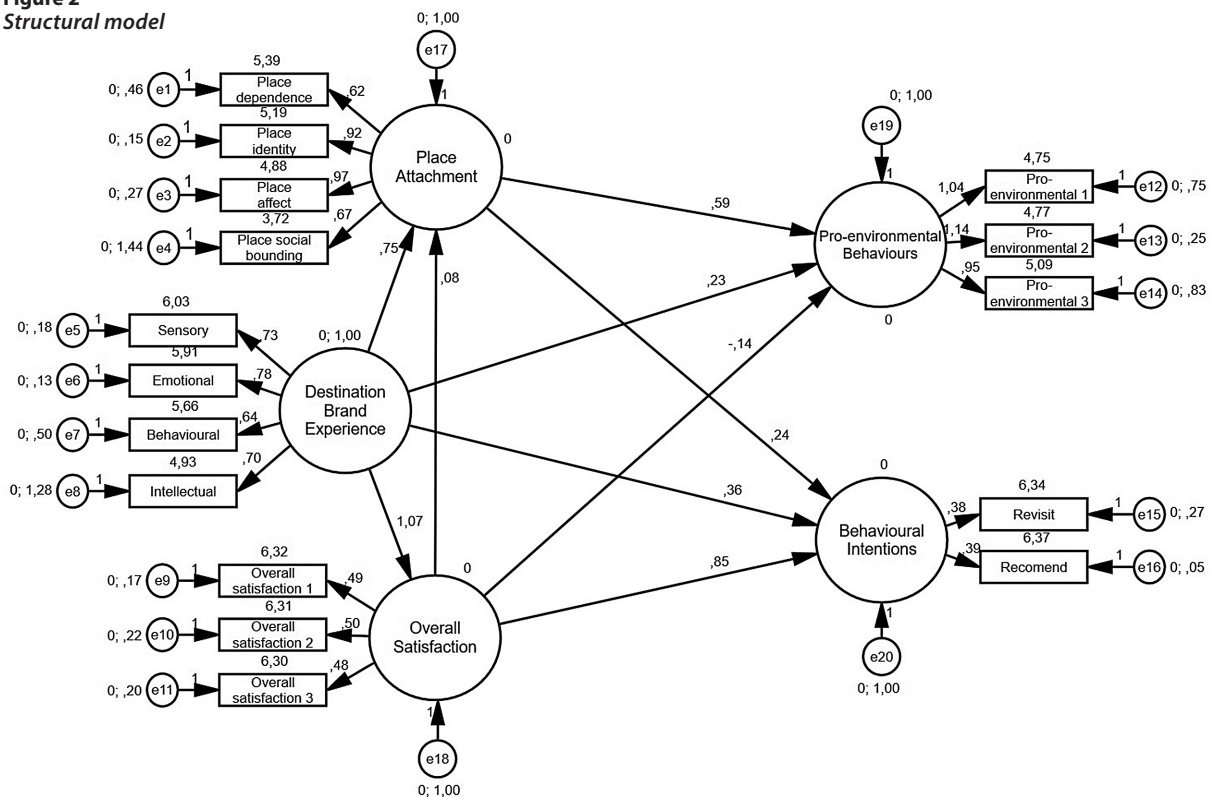 Figure 2
Structural model
0; 1,00
e17
1
5,39
0; ,46
e1
1
Place
dependence
,62
5,19
0; ,15
e2
1
Place
identity
,92
4,88
0; ,27
e3
1
Place
affect
,97
3,72
0; 1,44
e4
1
Place social
bounding
,67
Place
Attachment
0
0; 1,00
e19
1
,59
Pro-environmental
Behaviours
0
1,04
4,75
Pro-
environmental 1
1
e12
0; ,75
1,14
4,77
Pro-
environmental 2
1
e13
0; ,25
,95
5,09
Pro-
environmental 3
1
e14
0; ,83
,75
,08
,23
-,14
6,03
0; ,18
e5
1
Sensory
,73
5,91
0; ,13
e6
1
Emotional
,78
5,66
0; ,50
e7
1
Behavioural
,64
4,93
0; 1,28
e8
1
Intellectual
,70
0; 1,00
Destination
Brand
Experience
,24
,36
1,07
,85
0
Behavioural
Intentions
,38
6,34
Revisit
1
e15
0; ,27
,39
6,37
Recomend
1
e16
0; ,05
1
e20
0; 1,00
6,32
0; ,17
e9
1
Overall
satisfaction 1
,49
6,31
0; ,22
e10
1
Overall
satisfaction 2
,50
6,30
0; ,20
e11
1
Overall
satisfaction 3
,48
0
Overall
Satisfaction
1
e18
0; 1,00